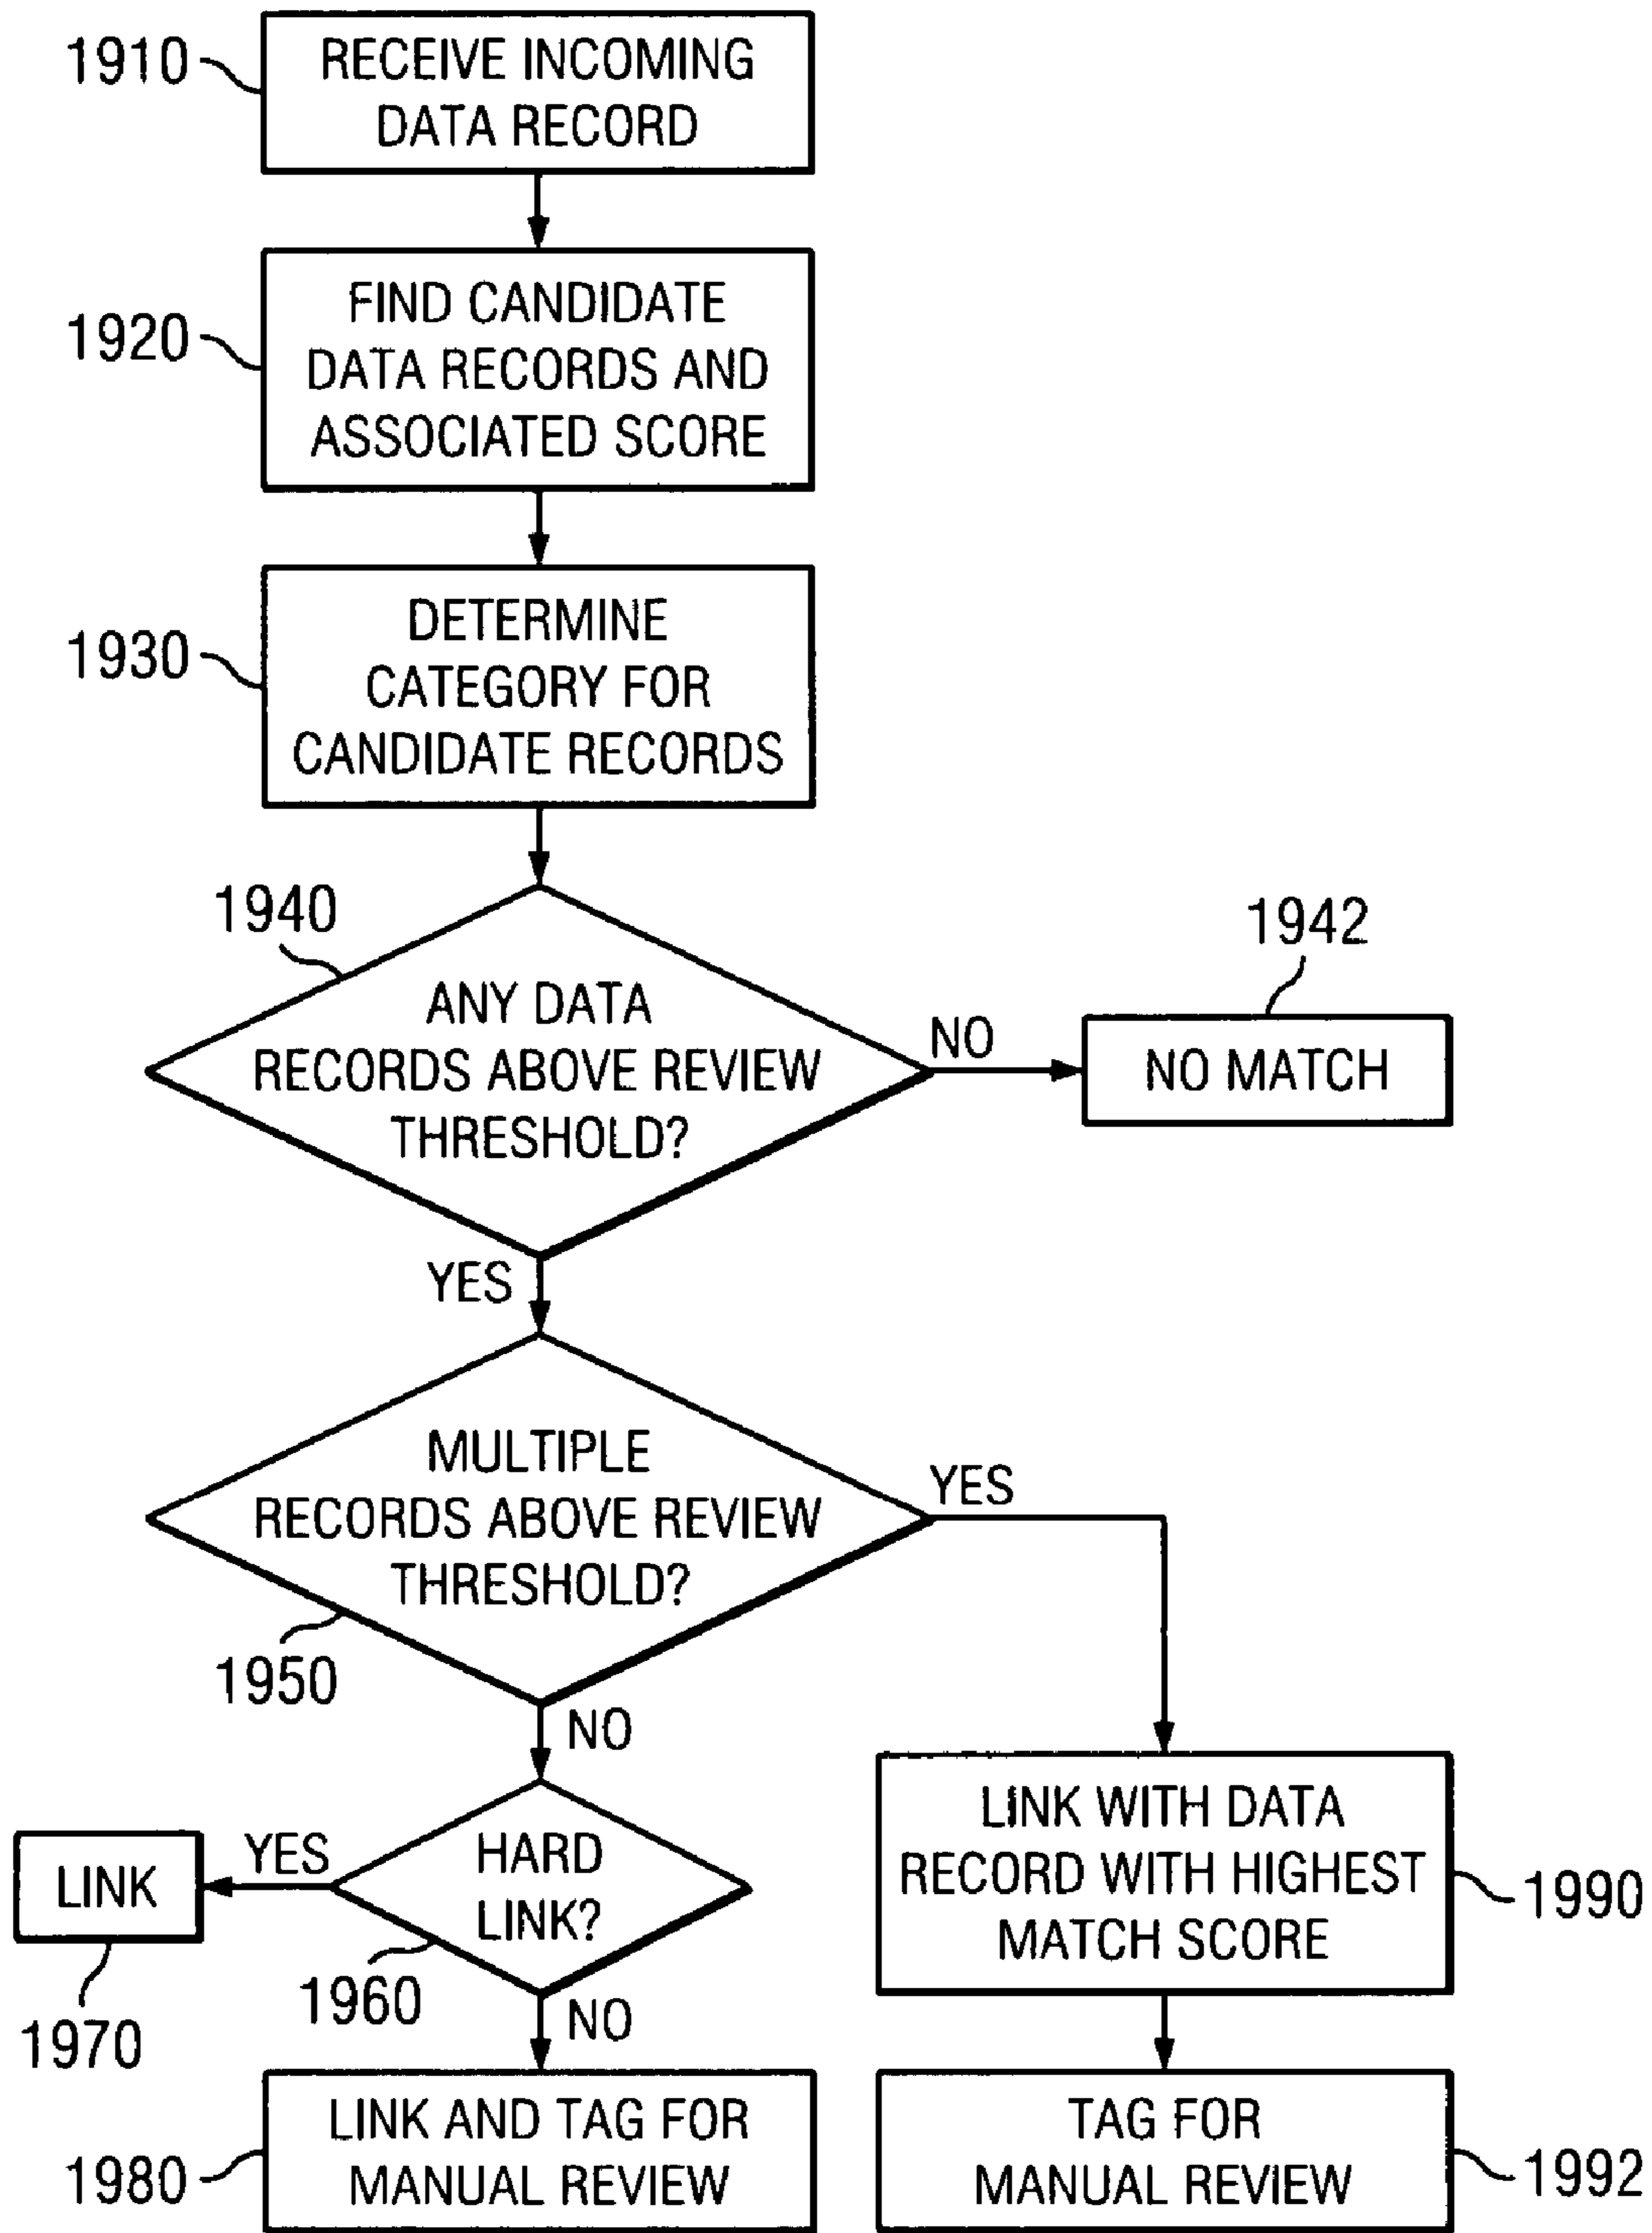 1910
RECEIVE INCOMING
DATA RECORD
1920
FIND CANDIDATE
DATA RECORDS AND
ASSOCIATED SCORE
1930
DETERMINE
CATEGORY FOR
CANDIDATE RECORDS
1940
ANY DATA
RECORDS ABOVE REVIEW
THRESHOLD?
NO
1942
NO MATCH
YES
MULTIPLE
RECORDS ABOVE REVIEW
THRESHOLD?
1950
YES
NO
HARD
LINK?
1960
YES
LINK
1970
NO
LINK AND TAG FOR
MANUAL REVIEW
1980
LINK WITH DATA
RECORD WITH HIGHEST
MATCH SCORE
1990
TAG FOR
MANUAL REVIEW
1992